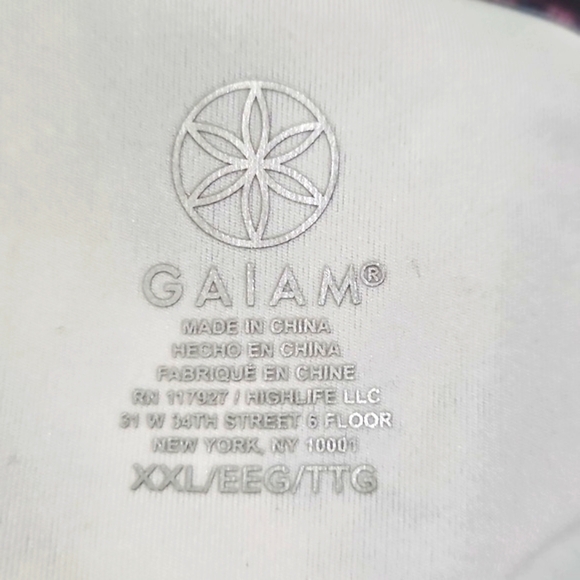 GAIAM®
MADE IN CHINA
HECHO EN CHINA
FABRIQUÉ EN CHINE
RN 117927 / HIGHLIFE LLC
31 W 34TH STREET 6 FLOOR
NEW YORK, NY 10001
XXL/EEG/TTG